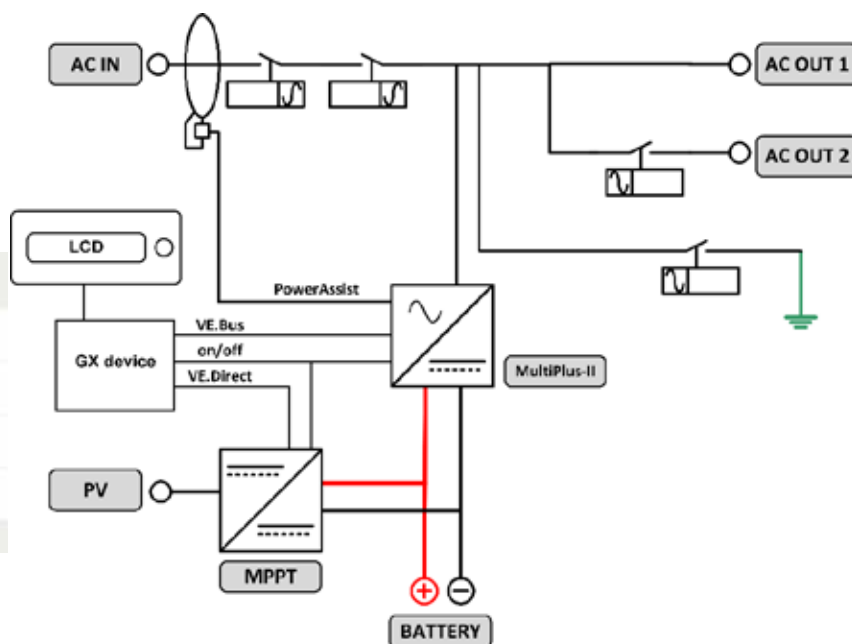 AC IN
AC OUT 1
AC OUT 2
LCD
PowerAssist
VE.Bus
on/off
VE.Direct
GX device
MultiPlus-II
PV
MPPT
BATTERY